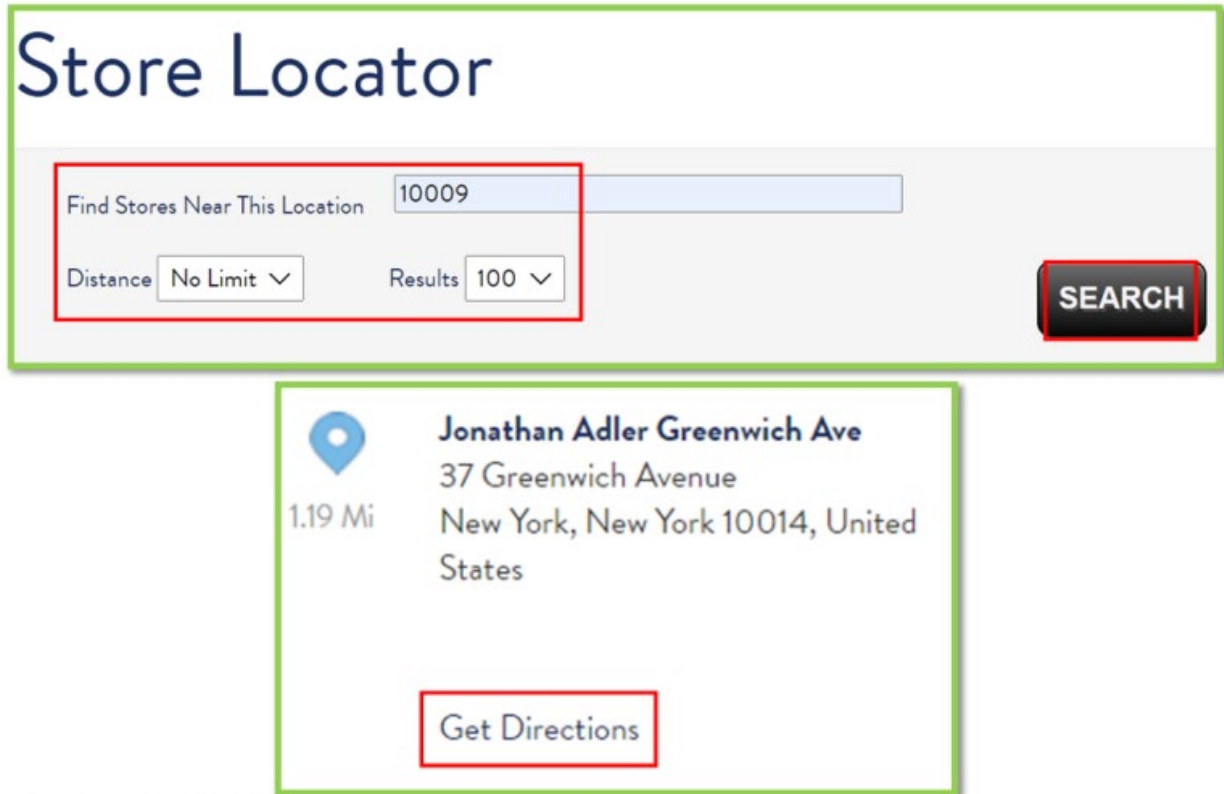 Store Locator
Find Stores Near This Location 10009
Distance No Limit Results 100
SEARCH
Jonathan Adler Greenwich Ave
37 Greenwich Avenue
1.19 Mi New York, New York 10014, United
States
Get Directions